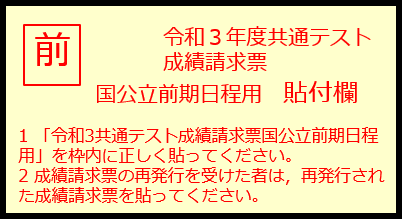 前
令和３年度共通テスト
成績請求票
国公立前期日程用　貼付欄
1 「令和3共通テスト成績請求票国公立前期日程
用」を枠内に正しく貼ってください。
2 成績請求票の再発行を受けた者は，再発行され
た成績請求票を貼ってください。